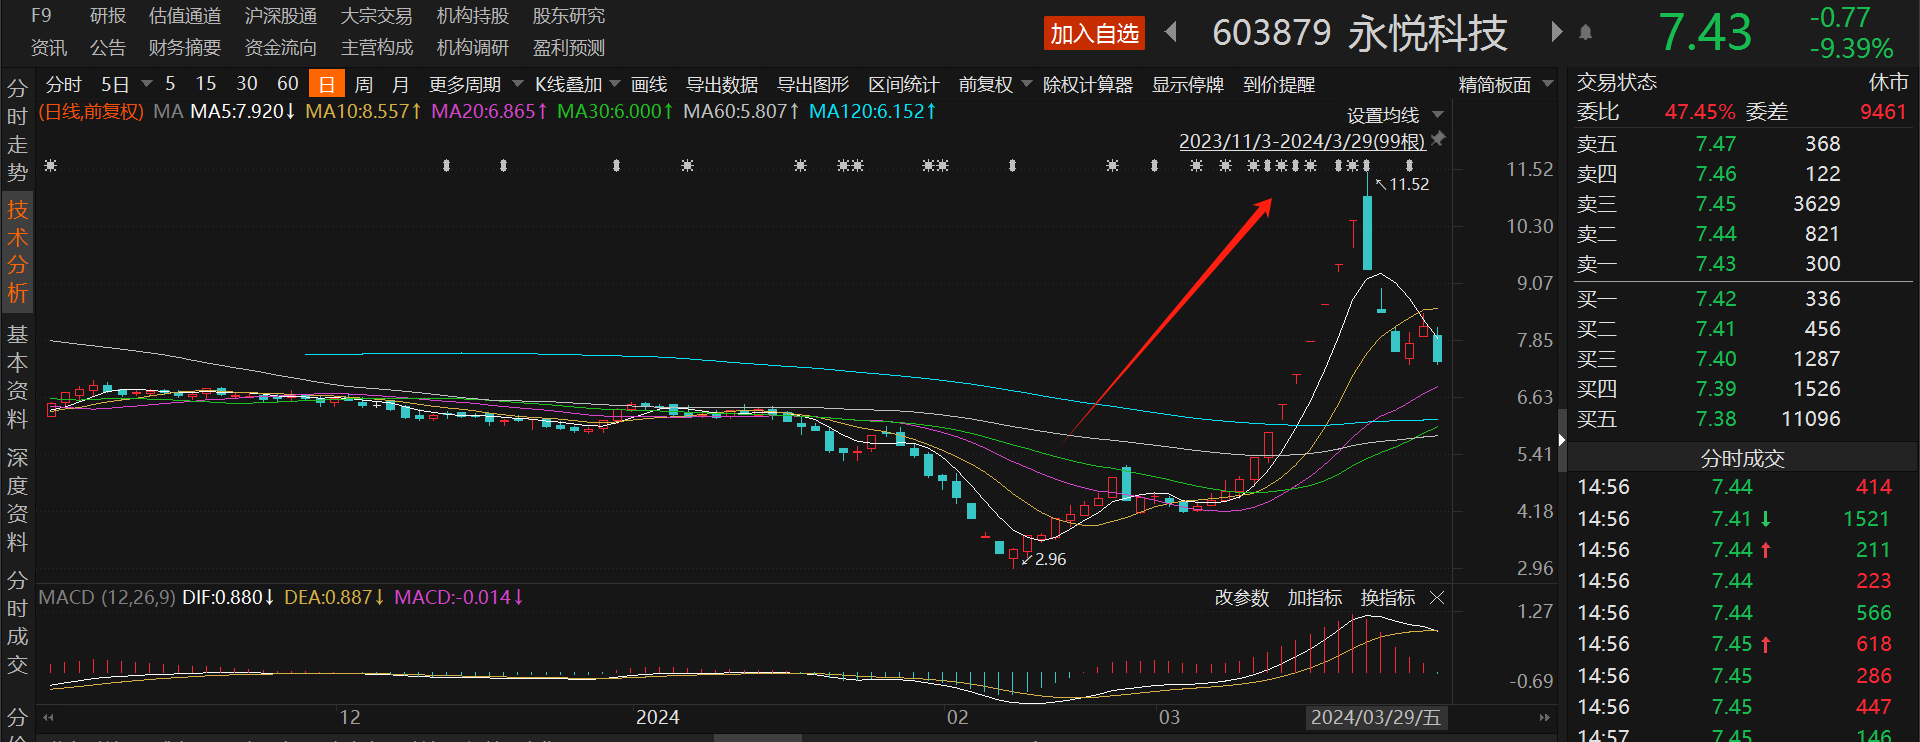 F9 研报 估值通道 沪深股通 大宗交易 机构持股 股东研究
资讯 公告 财务摘要 资金流向 主营构成 机构调研 盈利预测
加入自选 603879 永悦科技 7.43 -0.77
-9.39%
分时 5日 5 15 30 60 日 周 月 更多周期 K线叠加 画线 导出数据 导出图形 区间统计 前复权 除权计算器 显示停牌 到价提醒 精简板面
(日线,前复权) MA MA5:7.920↓ MA10:8.557↑ MA20:6.865↑ MA30:6.000↑ MA60:5.807↑ MA120:6.152↑
设置均线
2023/11/3-2024/3/29(99根)
分时走势
技术分析
基本资料
深度资料
分时成交
分
11.52
10.30
9.07
7.85
6.63
5.41
4.18
2.96
11.52
2.96
MACD (12,26,9) DIF:0.880↓ DEA:0.887↓ MACD:-0.014↓
改参数 加指标 换指标
1.27
-0.69
12 2024 02 03 2024/03/29/五
交易状态 休市
委比 47.45% 委差 9461
卖五 7.47 368
卖四 7.46 122
卖三 7.45 3629
卖二 7.44 821
卖一 7.43 300
买一 7.42 336
买二 7.41 456
买三 7.40 1287
买四 7.39 1526
买五 7.38 11096
分时成交
14:56 7.44 414
14:56 7.41↓ 1521
14:56 7.44↑ 211
14:56 7.44 223
14:56 7.44 566
14:56 7.45↑ 618
14:56 7.45 286
14:56 7.45 447
14:57 7.45 146